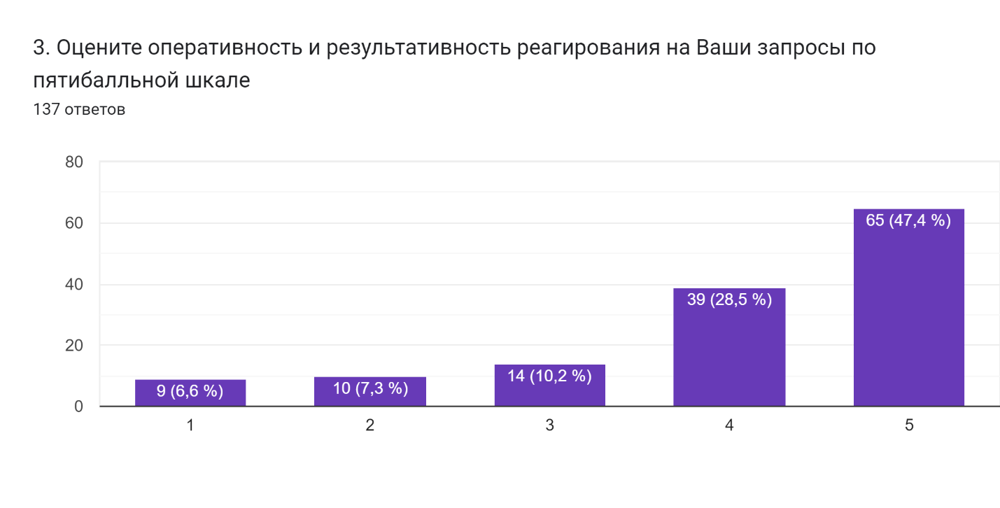 3. Оцените оперативность и результативность реагирования на Ваши запросы по
пятибалльной шкале
137 ответов
80
60
40
20
0
9 (6,6 %)
10 (7,3 %)
14 (10,2 %)
39 (28,5 %)
65 (47,4 %)
1
2
3
4
5